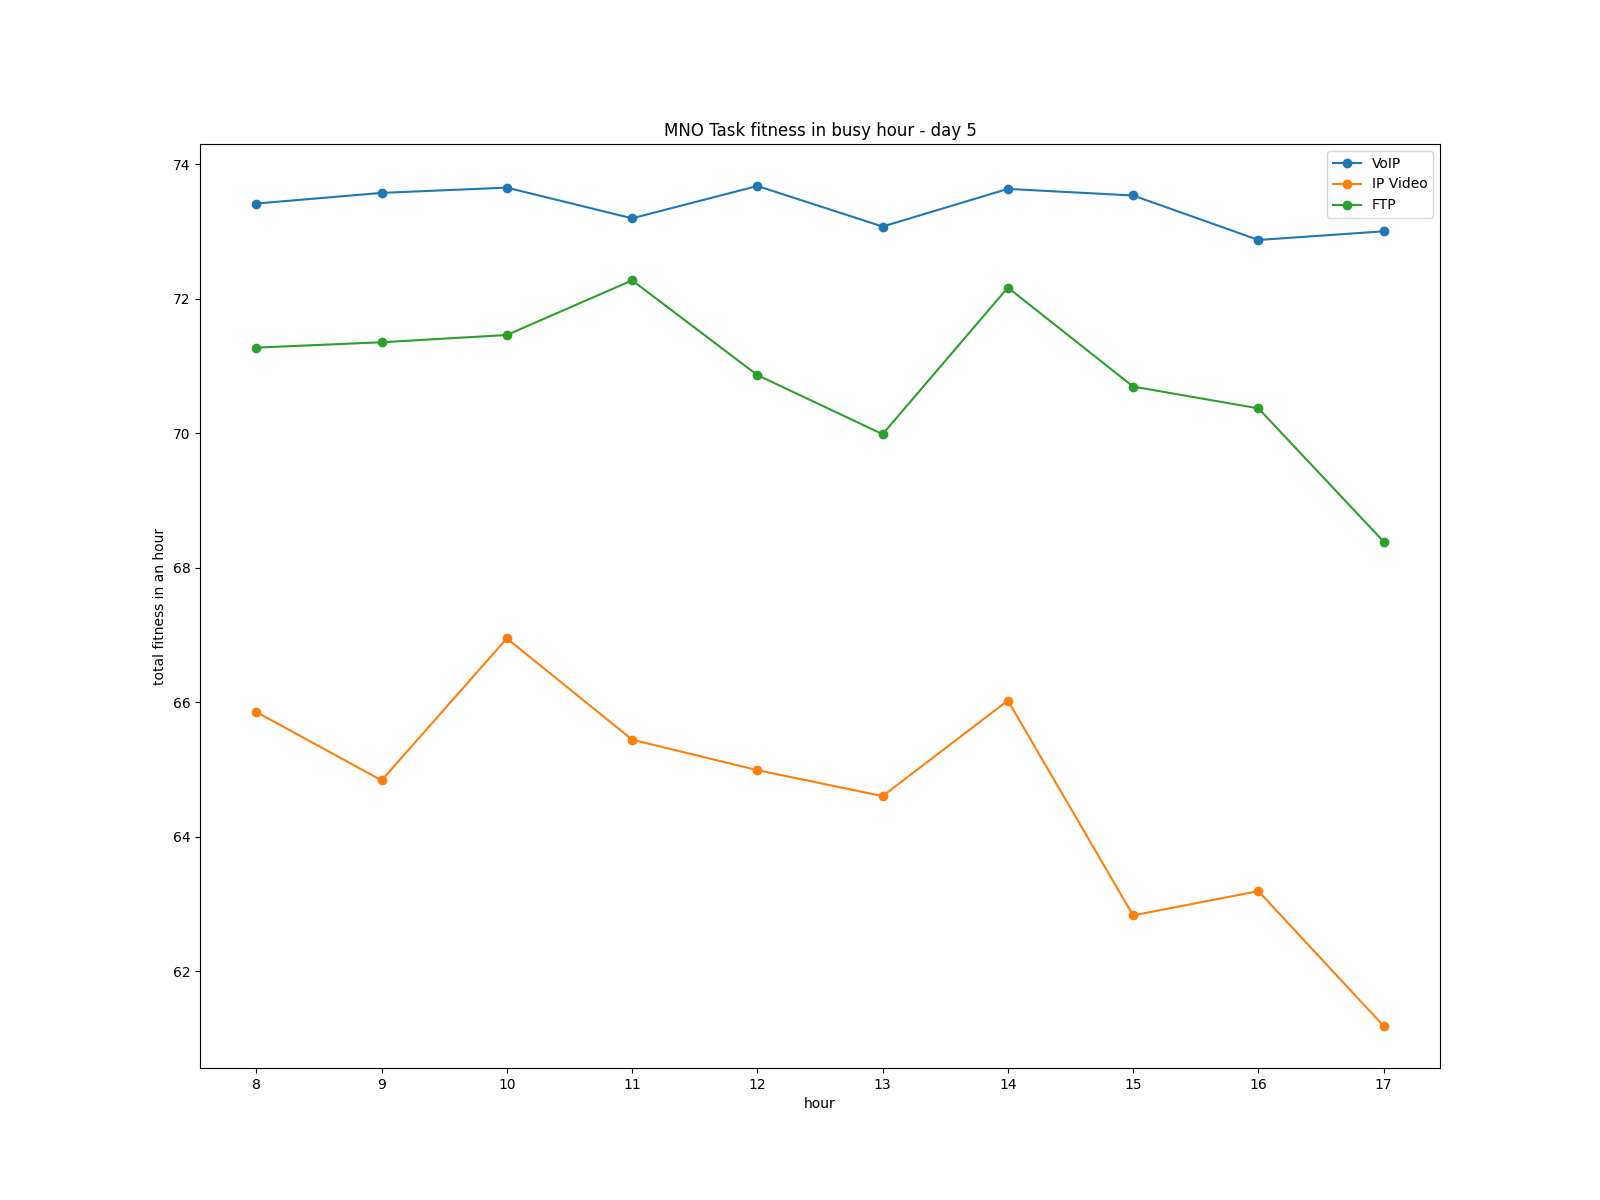 MNO Task fitness in busy hour - day 5
VoIP
IP Video
FTP
74
72
70
68
66
64
62
total fitness in an hour
8 9 10 11 12 13 14 15 16 17
hour